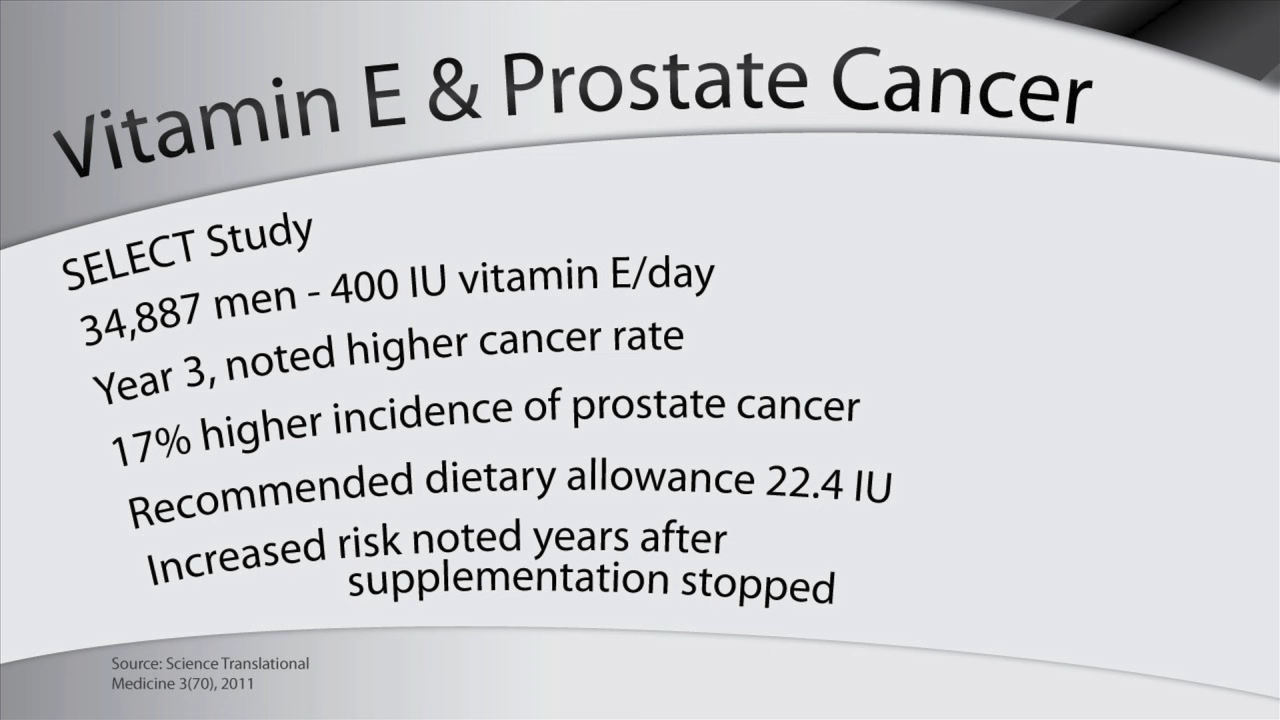 Vitamin E & Prostate Cancer
SELECT Study
34,887 men - 400 IU vitamin E/day
Year 3, noted higher cancer rate
17% higher incidence of prostate cancer
Recommended dietary allowance 22.4 IU
Increased risk noted years after
supplementation stopped
Source: Science Translational
Medicine 3(70), 2011